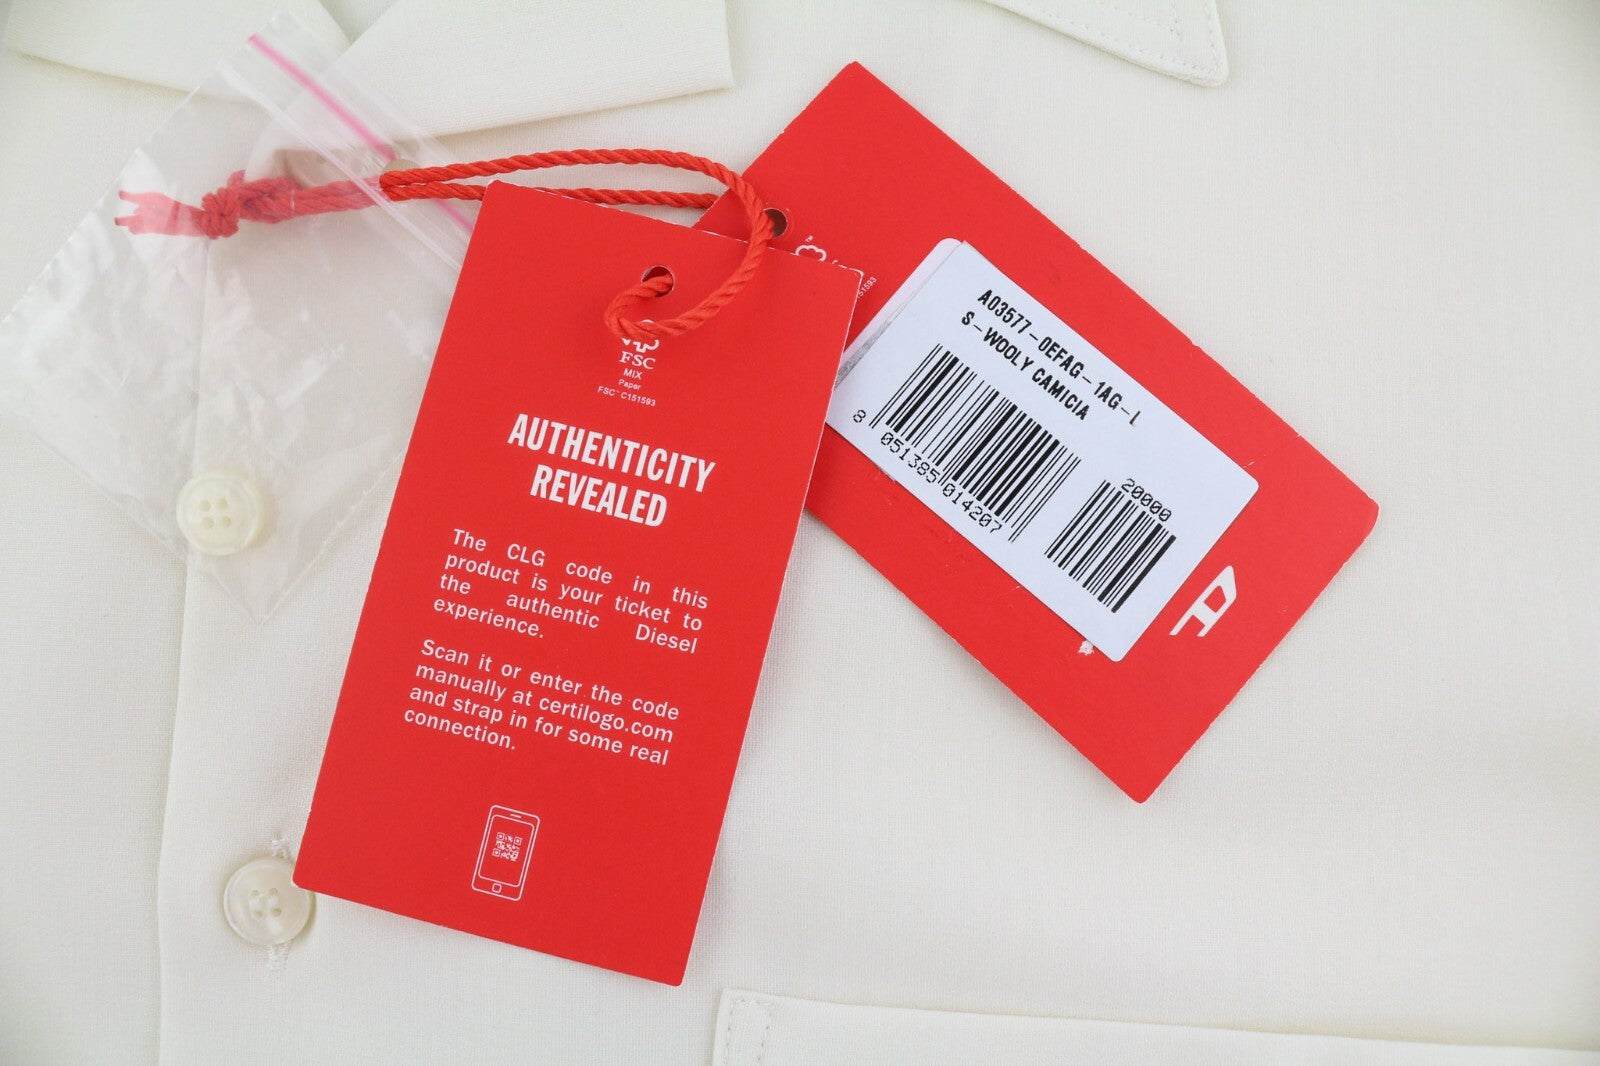 FSC
MIX
Paper
FSC® C151593
AUTHENTICITY
REVEALED
The CLG code in this
product is your ticket to
the authentic Diesel
experience.
Scan it or enter the code
manually at certilogo.com
and strap in for some real
connection.
A03577-0EFAG-1AG-L
S-WOOLY CAMICIA
8 051385 014207
20000
D